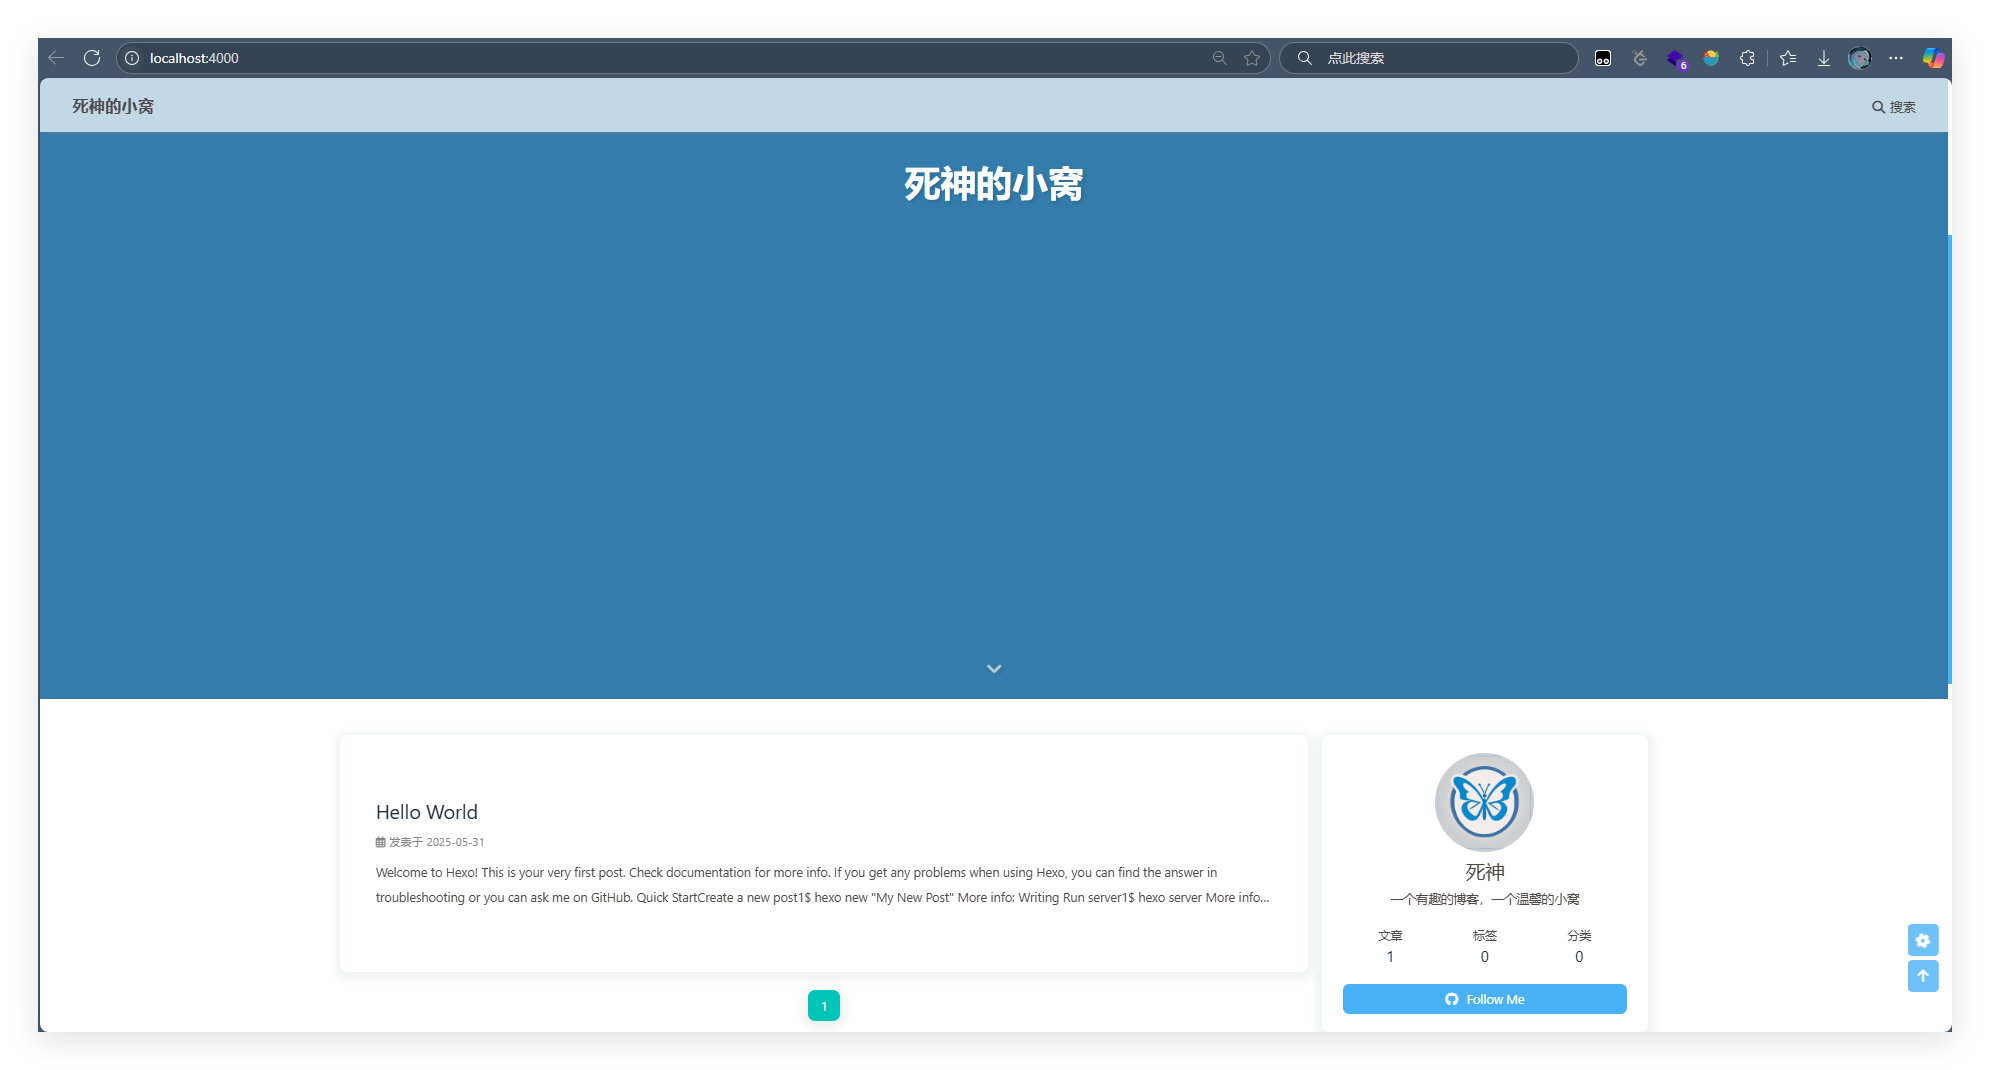 localhost:4000
点此搜索
6
死神的小窝
搜索
死神的小窝
Hello World
发表于 2025-05-31
Welcome to Hexo! This is your very first post. Check documentation for more info. If you get any problems when using Hexo, you can find the answer in
troubleshooting or you can ask me on GitHub. Quick StartCreate a new post1$ hexo new "My New Post" More info: Writing Run server1$ hexo server More info...
1
死神
一个有趣的博客，一个温馨的小窝
文章 标签 分类
1 0 0
Follow Me